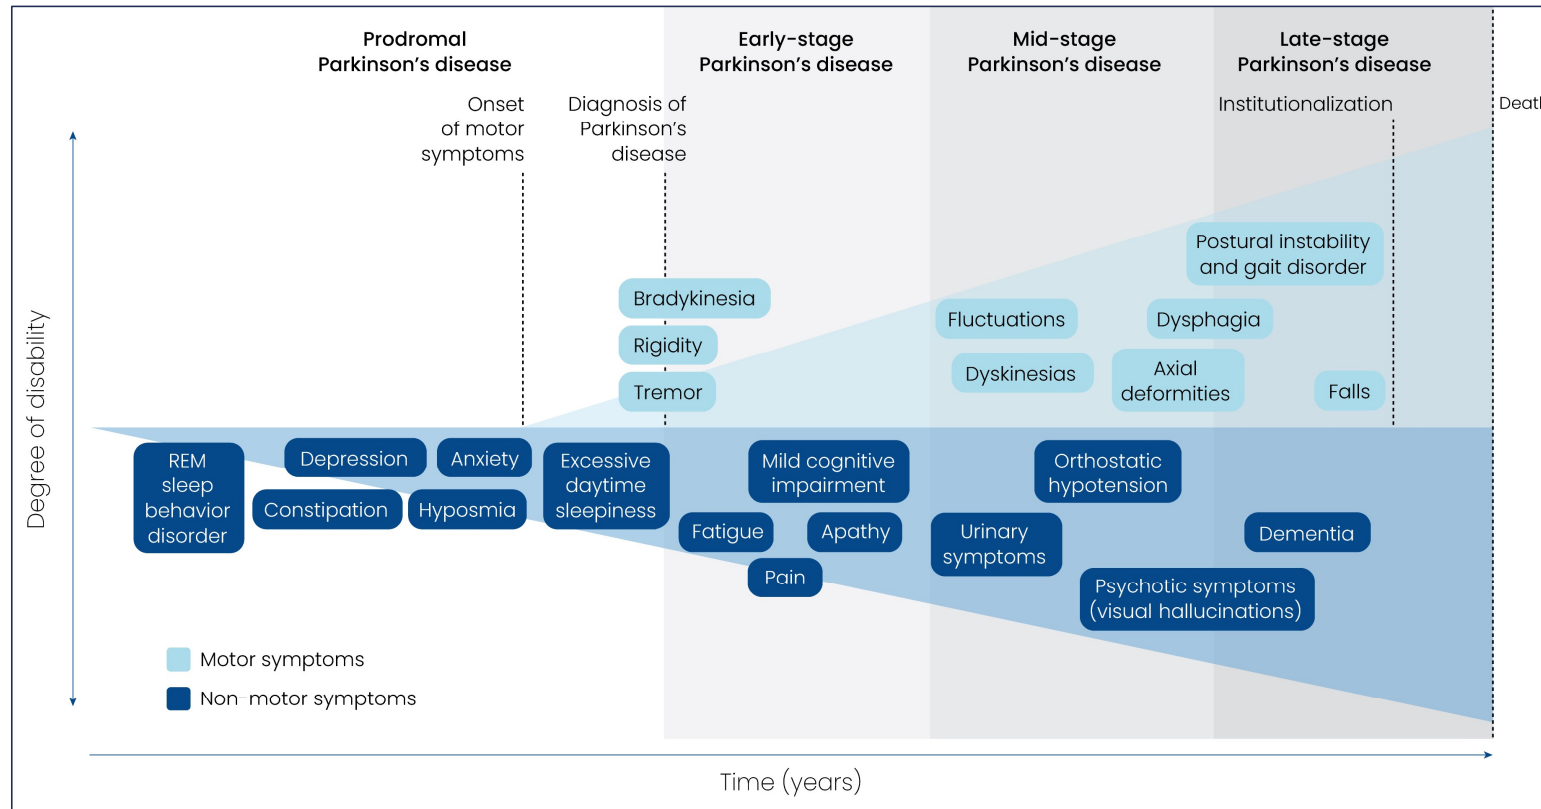 Prodromal
Parkinson's disease
Early-stage
Parkinson's disease
Mid-stage
Parkinson's disease
Late-stage
Parkinson's disease
Onset
of motor
symptoms
Diagnosis of
Parkinson's
disease
Institutionalization
Death
Degree of disability
Postural instability
and gait disorder
Bradykinesia
Rigidity
Tremor
Fluctuations
Dyskinesias
Dysphagia
Axial
deformities
Falls
REM
sleep
behavior
disorder
Depression
Anxiety
Constipation
Hyposmia
Excessive
daytime
sleepiness
Mild cognitive
impairment
Fatigue
Apathy
Pain
Orthostatic
hypotension
Urinary
symptoms
Dementia
Psychotic symptoms
(visual hallucinations)
Motor symptoms
Non-motor symptoms
Time (years)